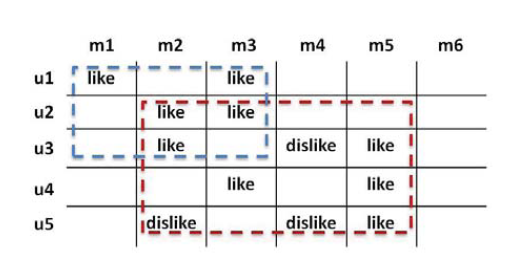 m1 m2 m3 m4 m5 m6
u1 like like
u2 like like
u3 like dislike like
u4 like like
u5 dislike dislike like